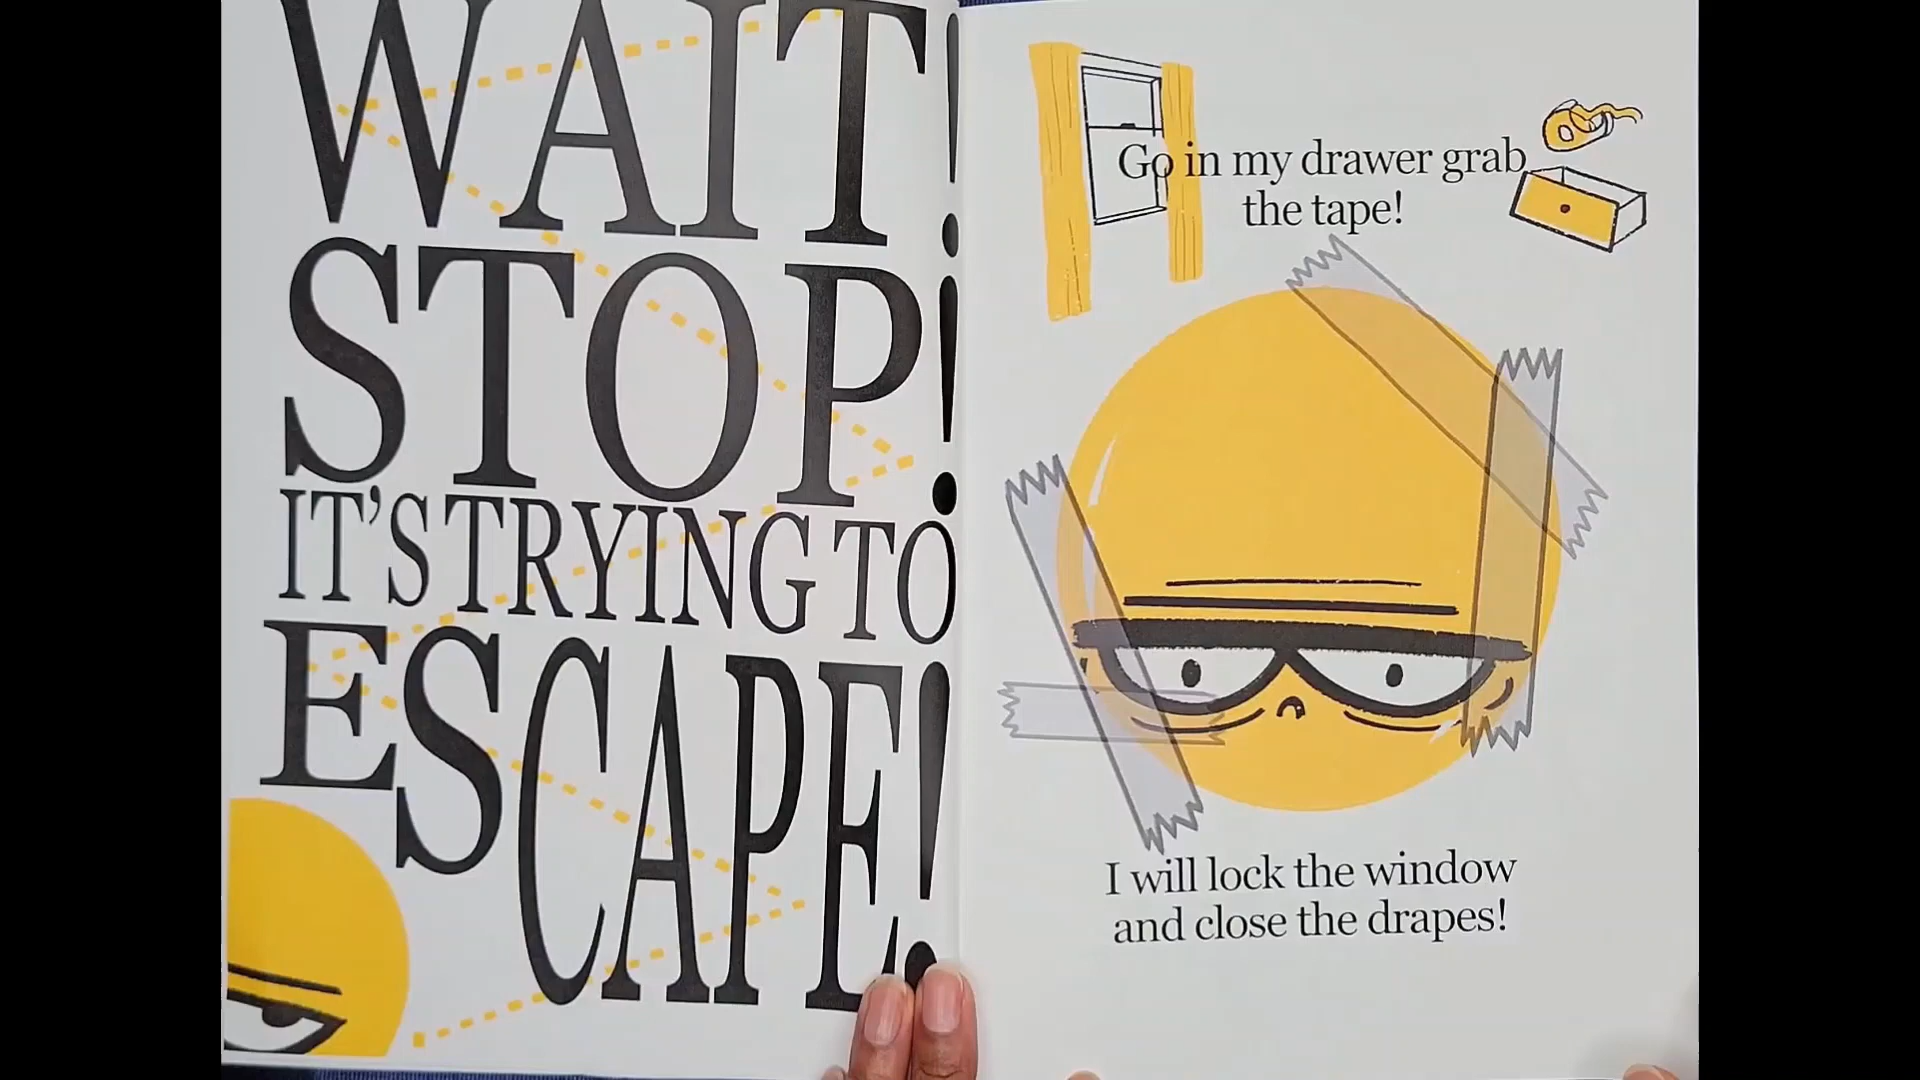 WAIT!
STOP!
IT'S TRYING TO
ESCAPE!
Go in my drawer grab
the tape!
I will lock the window
and close the drapes!